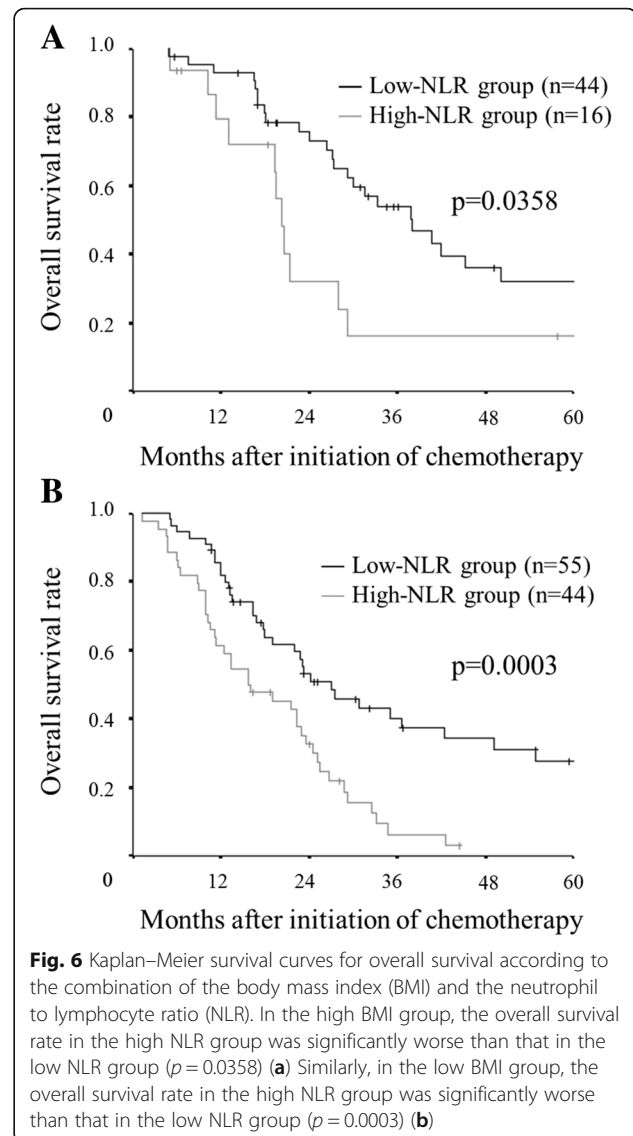 A
1.0
0.8
0.6
0.4
0.2
0
Overall survival rate
Low-NLR group (n=44)
High-NLR group (n=16)
p=0.0358
12 24 36 48 60
Months after initiation of chemotherapy
B
1.0
0.8
0.6
0.4
0.2
0
Overall survival rate
Low-NLR group (n=55)
High-NLR group (n=44)
p=0.0003
12 24 36 48 60
Months after initiation of chemotherapy
Fig. 6 Kaplan–Meier survival curves for overall survival according to
the combination of the body mass index (BMI) and the neutrophil
to lymphocyte ratio (NLR). In the high BMI group, the overall survival
rate in the high NLR group was significantly worse than that in the
low NLR group (p = 0.0358) (a) Similarly, in the low BMI group, the
overall survival rate in the high NLR group was significantly worse
than that in the low NLR group (p = 0.0003) (b)